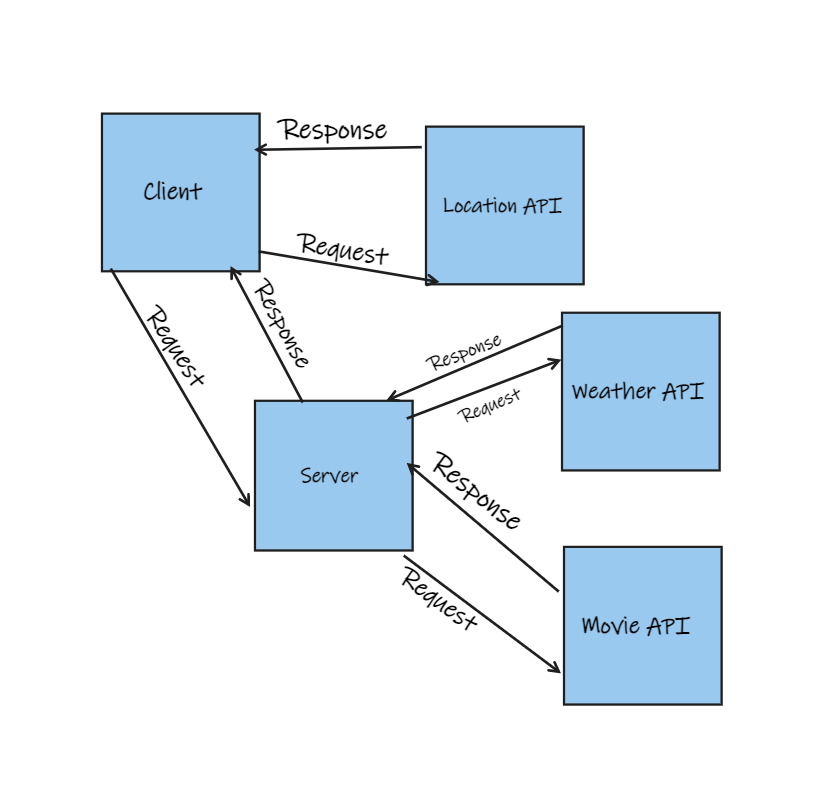 Response
Client
Location API
Request
Request
Response
Response
Weather API
Request
Server
Response
Request
Movie API